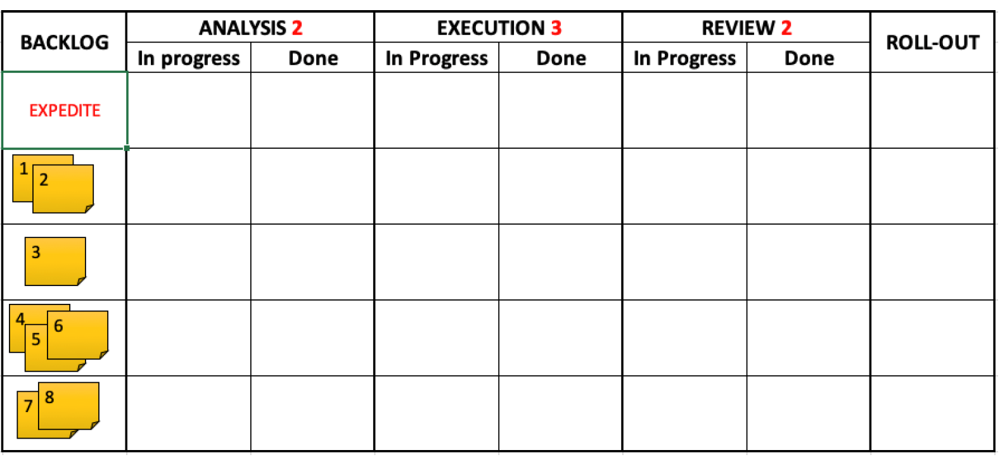 BACKLOG
ANALYSIS 2
EXECUTION 3
REVIEW 2
ROLL-OUT
In progress
Done
In Progress
Done
In Progress
Done
EXPEDITE
1
2
3
4
5
6
7
8